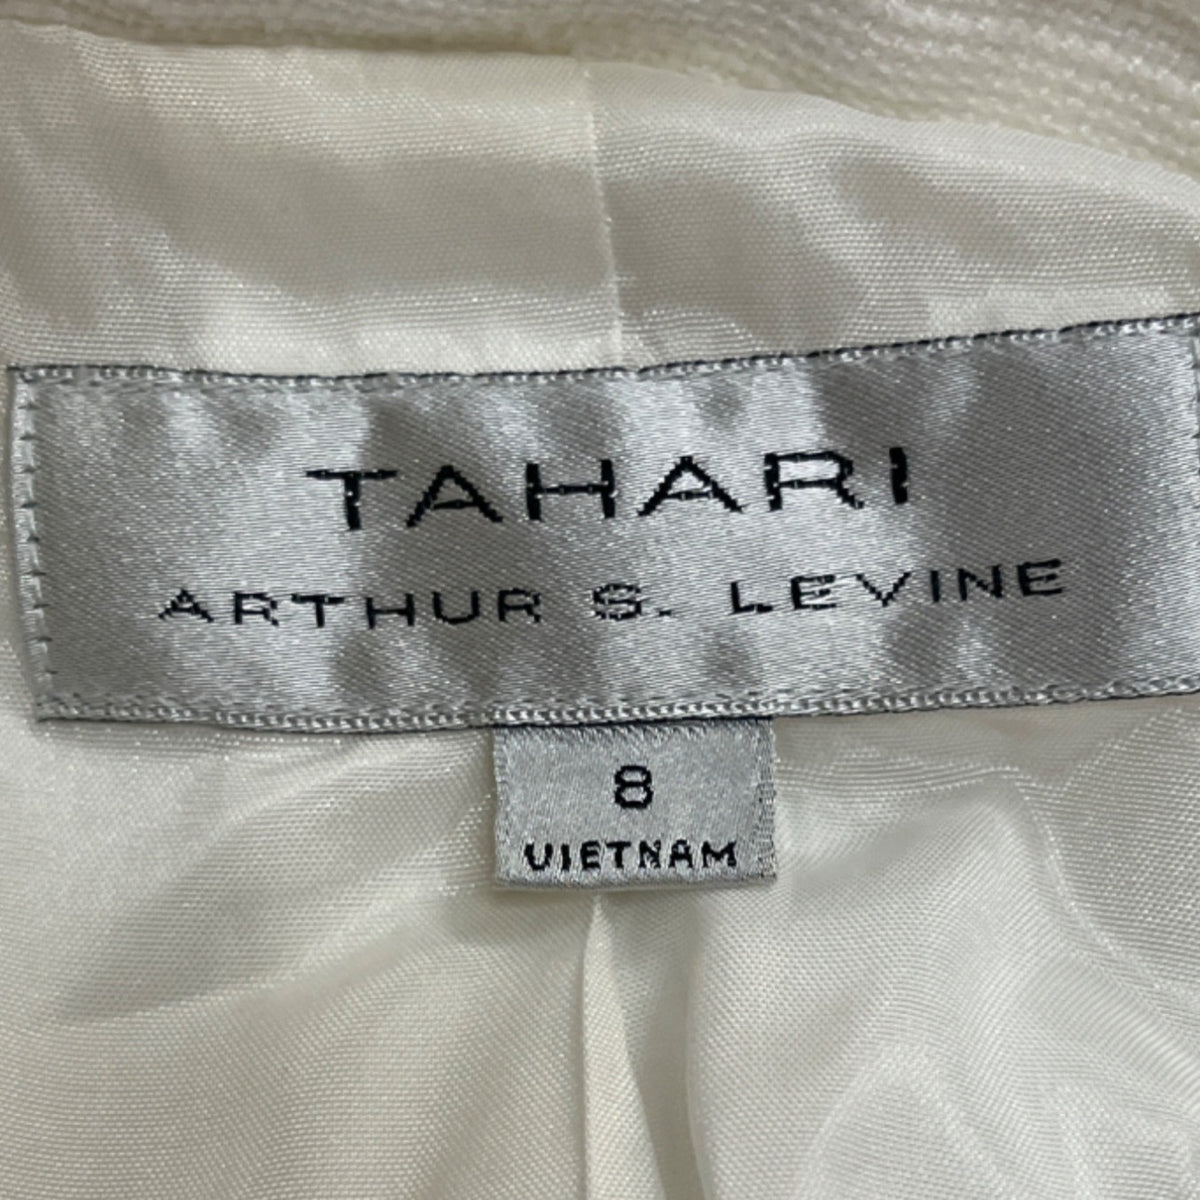 TAHARI
ARTHUR S. LEVINE
8
VIETNAM